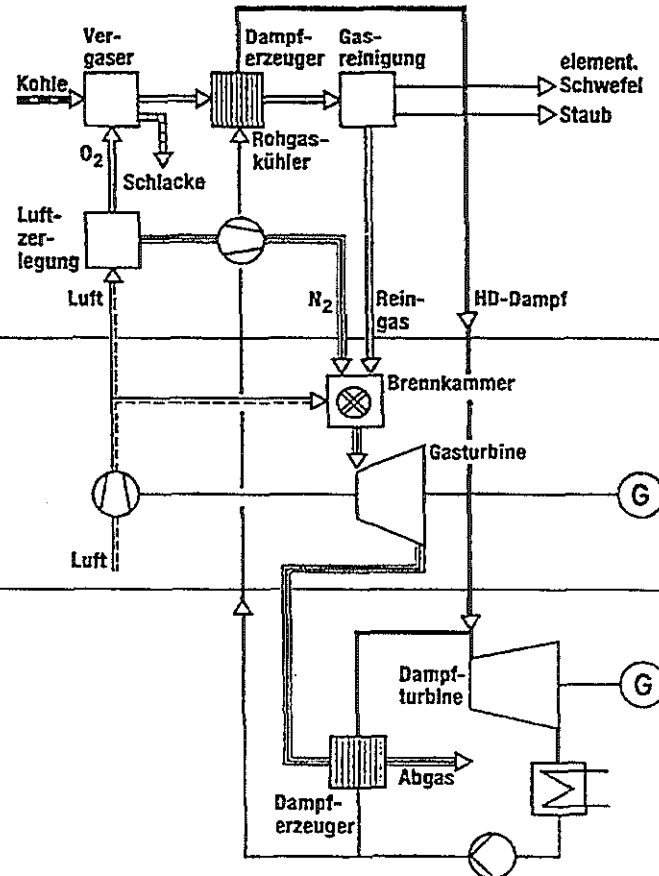 Ver-
gaser
Dampf-
erzeuger
Gas-
reinigung
element.
Schwefel
Kohle
Staub
O2
Rohgas-
kühler
Schlacke
Luft-
zer-
legung
Luft
N2
Rein-
gas
HD-Dampf
Brennkammer
Gasturbine
G
Luft
Dampf-
turbine
G
Abgas
Dampf-
erzeuger